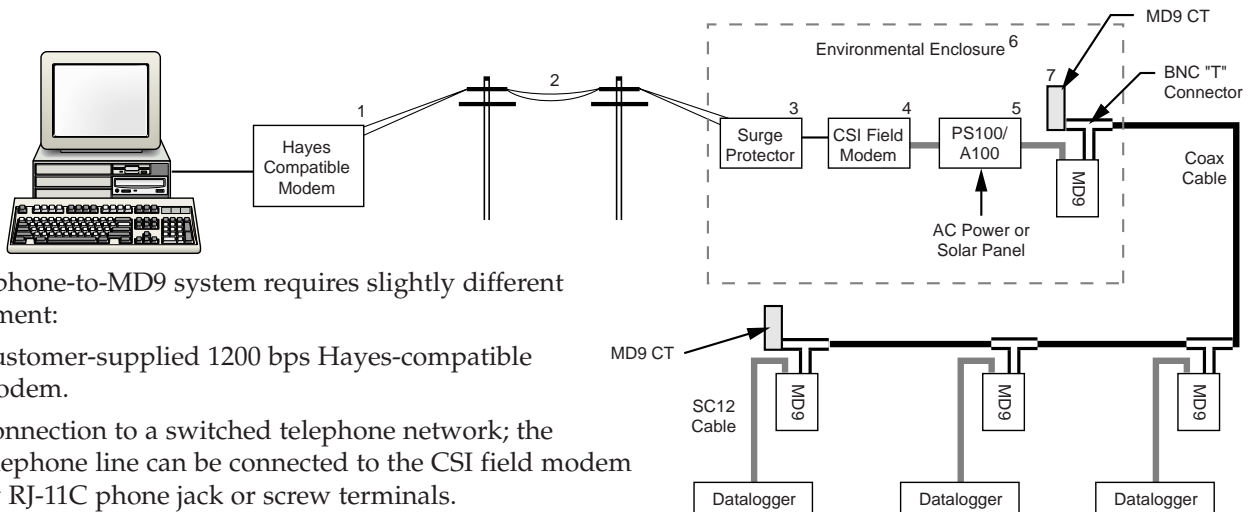 MD9 CT
Environmental Enclosure 6
BNC "T"
Connector
1
2
3
4
5
7
Hayes
Compatible
Modem
Surge
Protector
CSI Field
Modem
PS100/
A100
MD9
Coax
Cable
AC Power or
Solar Panel
phone-to-MD9 system requires slightly different
ment:
ustomer-supplied 1200 bps Hayes-compatible
odem.
onnection to a switched telephone network; the
lephone line can be connected to the CSI field modem
RJ-11C phone jack or screw terminals.
MD9 CT
MD9
MD9
MD9
SC12
Cable
Datalogger
Datalogger
Datalogger